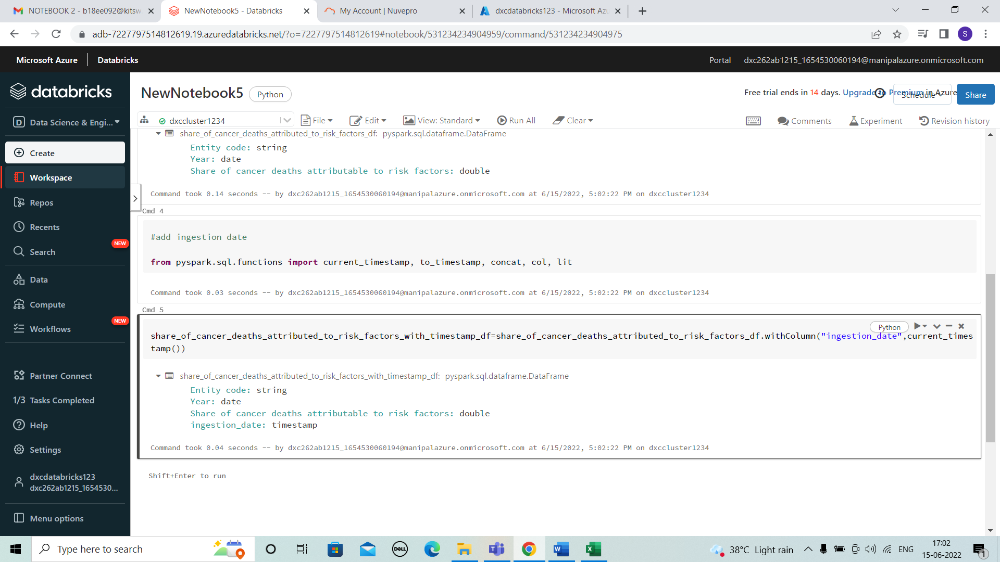 NOTEBOOK 2 - b18ee092@kitsw
NewNotebook5 - Databricks
My Account | Nuvepro
dxcdatabricks123 - Microsoft Azu
adb-7227797514812619.19.azuredatabricks.net/?o=7227797514812619#notebook/531234234904959/command/531234234904975
S
Microsoft Azure
Databricks
Portal
dxc262ab1215_1654530060194@manipalazure.onmicrosoft.com
databricks
D Data Science & Engi...
Create
Workspace
Repos
Recents
NEW
Search
Data
Compute
NEW
Workflows
Partner Connect
1/3 Tasks Completed
Help
Settings
dxcdatabricks123
dxc262ab1215_1654530...
Menu options
NewNotebook5
Python
Free trial ends in 14 days. Upgrade to Premium in Azure
Schedule
Share
dxccluster1234
File
Edit
View: Standard
Run All
Clear
Comments
Experiment
Revision history
share_of_cancer_deaths_attributed_to_risk_factors_df: pyspark.sql.dataframe.DataFrame
Entity code: string
Year: date
Share of cancer deaths attributable to risk factors: double
Command took 0.14 seconds -- by dxc262ab1215_1654530060194@manipalazure.onmicrosoft.com at 6/15/2022, 5:02:22 PM on dxccluster1234
Cmd 4
#add ingestion date
from pyspark.sql.functions import current_timestamp, to_timestamp, concat, col, lit
Command took 0.03 seconds -- by dxc262ab1215_1654530060194@manipalazure.onmicrosoft.com at 6/15/2022, 5:02:22 PM on dxccluster1234
Cmd 5
Python
share_of_cancer_deaths_attributed_to_risk_factors_with_timestamp_df=share_of_cancer_deaths_attributed_to_risk_factors_df.withColumn("ingestion_date",current_times
tamp())
share_of_cancer_deaths_attributed_to_risk_factors_with_timestamp_df: pyspark.sql.dataframe.DataFrame
Entity code: string
Year: date
Share of cancer deaths attributable to risk factors: double
ingestion_date: timestamp
Command took 0.04 seconds -- by dxc262ab1215_1654530060194@manipalazure.onmicrosoft.com at 6/15/2022, 5:02:22 PM on dxccluster1234
Shift+Enter to run
Type here to search
DELL
38°C Light rain
ENG
17:02
15-06-2022
1